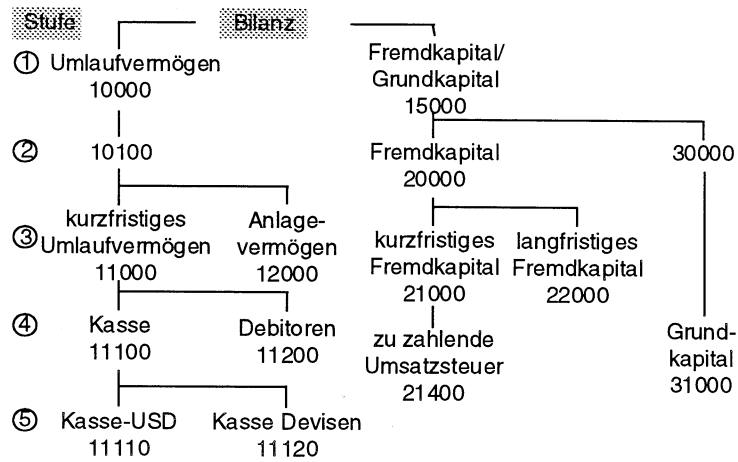 Stufe Bilanz
① Umlaufvermögen
10000
Fremdkapital/
Grundkapital
15000
② 10100
Fremdkapital
20000
30000
③ kurzfristiges
Umlaufvermögen
11000
Anlage-
vermögen
12000
kurzfristiges
Fremdkapital
21000
langfristiges
Fremdkapital
22000
④ Kasse
11100
Debitoren
11200
zu zahlende
Umsatzsteuer
21400
Grund-
kapital
31000
⑤ Kasse-USD
11110
Kasse Devisen
11120